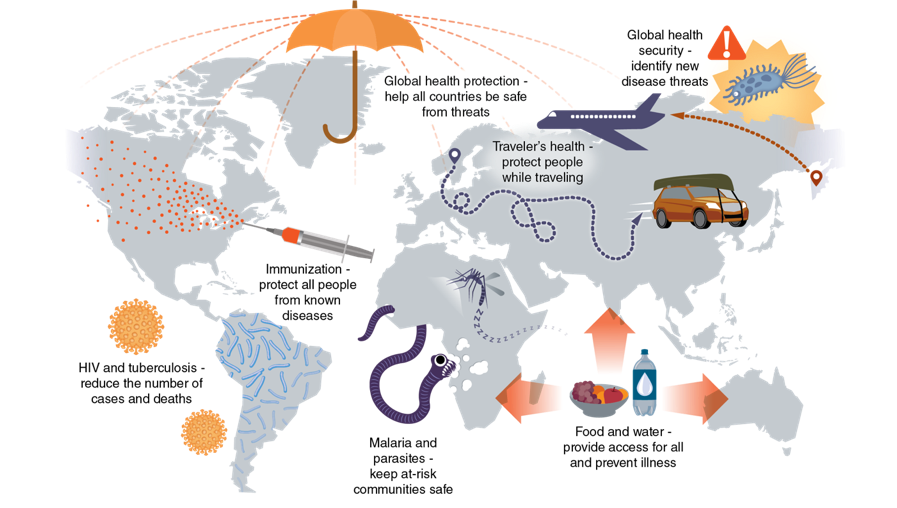 Global health
security -
identify new
disease threats
Global health protection -
help all countries be safe
from threats
Traveler's health -
protect people
while traveling
Immunization -
protect all people
from known
diseases
HIV and tuberculosis -
reduce the number of
cases and deaths
Malaria and
parasites -
keep at-risk
communities safe
Food and water -
provide access for all
and prevent illness